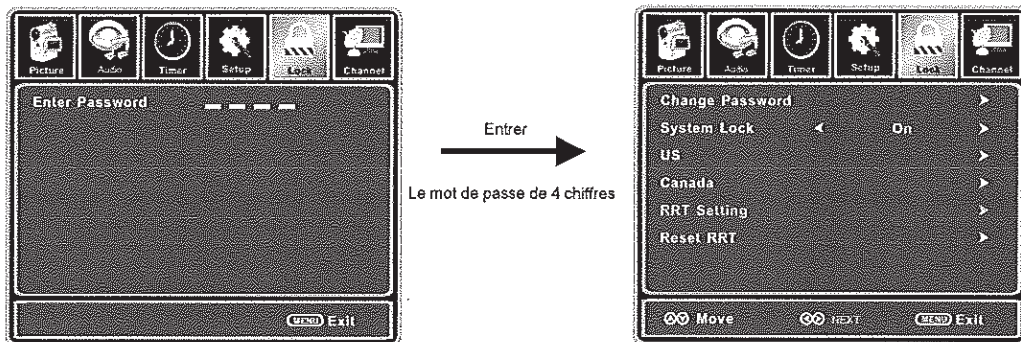 Picture Audio Timer Setup Lock Channel
Enter Password
MENU Exit
Entrer
Le mot de passe de 4 chiffres
Picture Audio Timer Setup Lock Channel
Change Password
System Lock On
US
Canada
RRT Setting
Reset RRT
Move NEXT MENU Exit